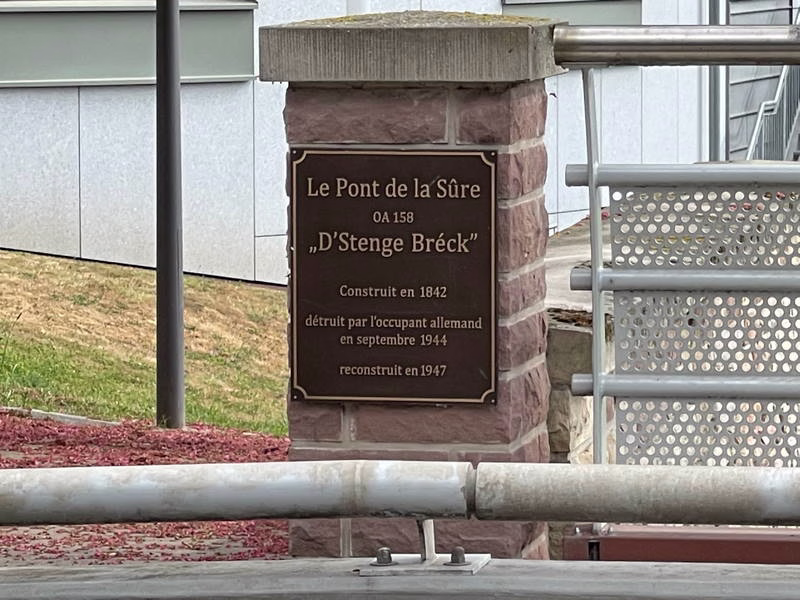 Le Pont de la Sûre
OA 158
„D’Stenge Bréck”
Construit en 1842
détruit par l'occupant allemand
en septembre 1944
reconstruit en 1947